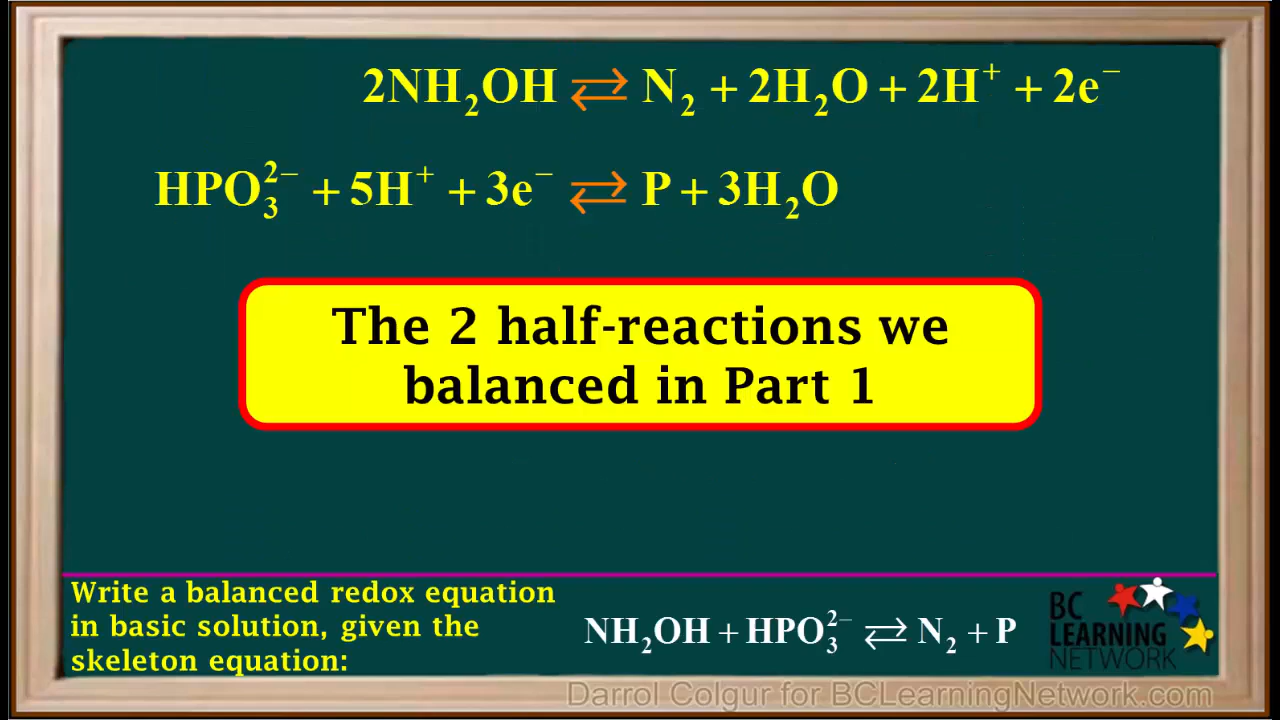 2NH₂OH ⇄ N₂ + 2H₂O + 2H⁺ + 2e⁻
HPO₃²⁻ + 5H⁺ + 3e⁻ ⇄ P + 3H₂O
The 2 half-reactions we
balanced in Part 1
Write a balanced redox equation
in basic solution, given the
skeleton equation:
NH₂OH + HPO₃²⁻ ⇄ N₂ + P
BC
LEARNING
NETWORK
Darrol Colgur for BCLearningNetwork.com